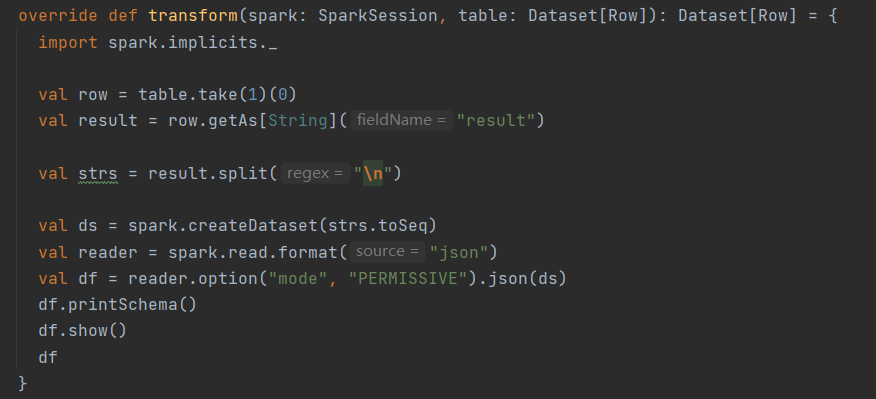 override def transform(spark: SparkSession, table: Dataset[Row]): Dataset[Row] = {
import spark.implicits._
val row = table.take(1)(0)
val result = row.getAs[String]( fieldName = "result")
val strs = result.split( regex = "\n")
val ds = spark.createDataset(strs.toSeq)
val reader = spark.read.format( source = "json")
val df = reader.option("mode", "PERMISSIVE").json(ds)
df.printSchema()
df.show()
df
}